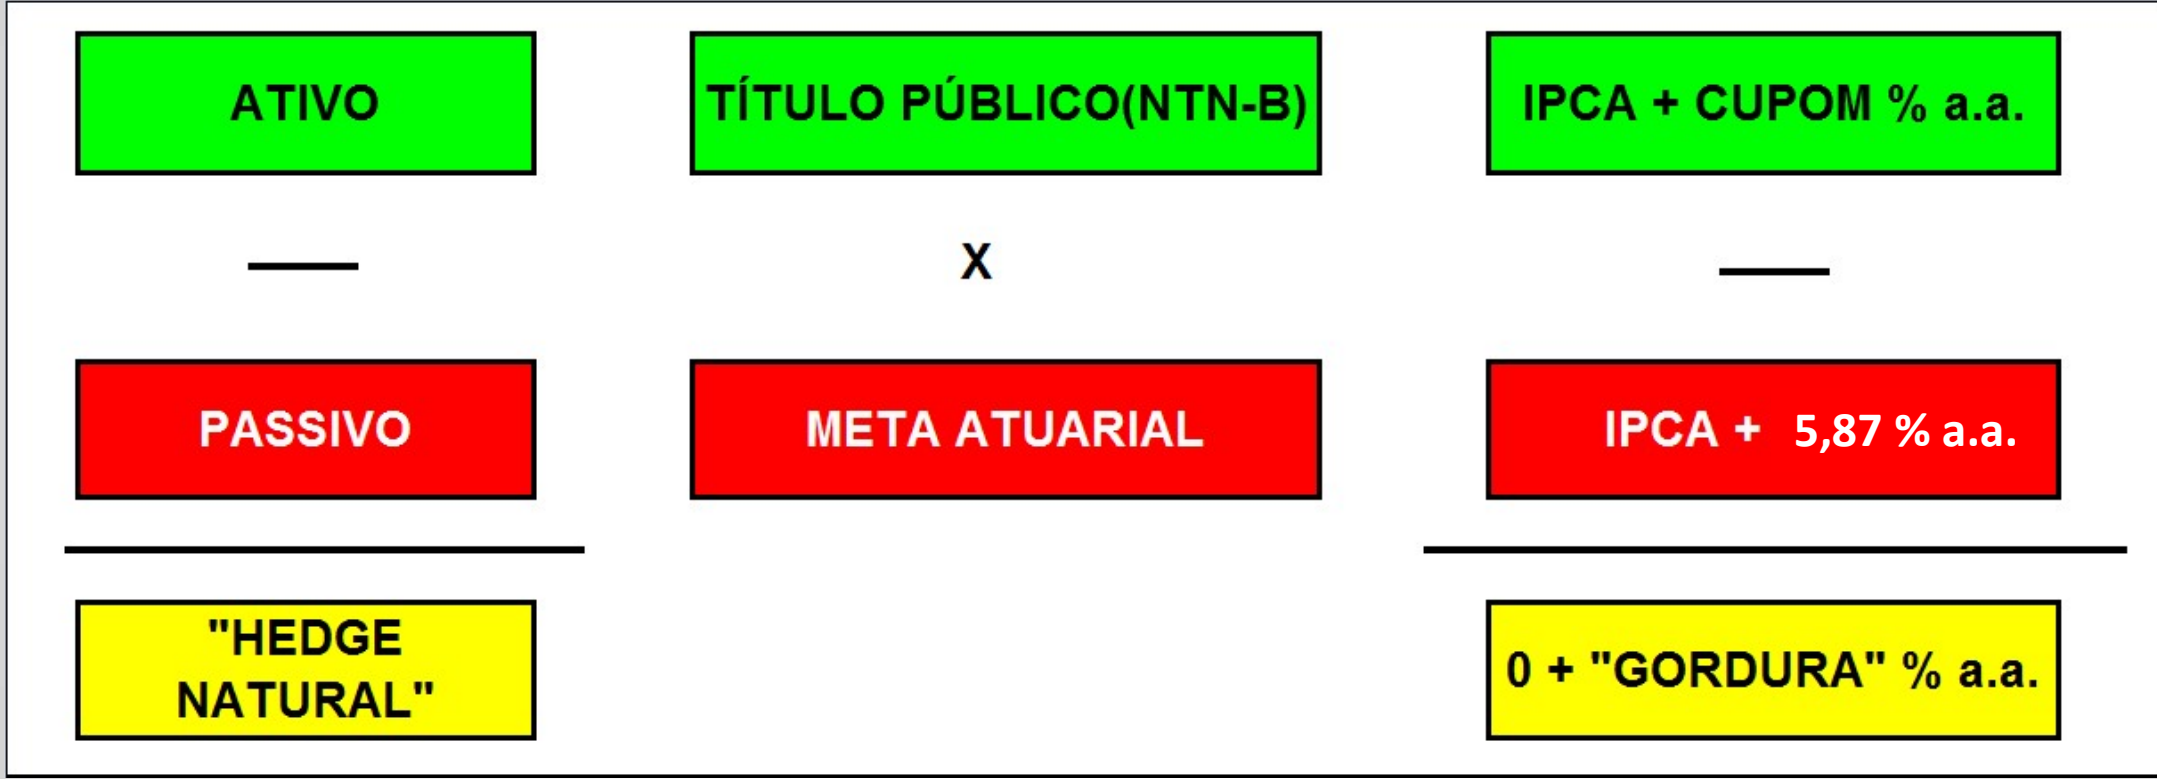 ATIVO
TÍTULO PÚBLICO(NTN-B)
IPCA + CUPOM % a.a.
X
PASSIVO
META ATUARIAL
IPCA + 5,87 % a.a.
"HEDGE
NATURAL"
0 + "GORDURA" % a.a.